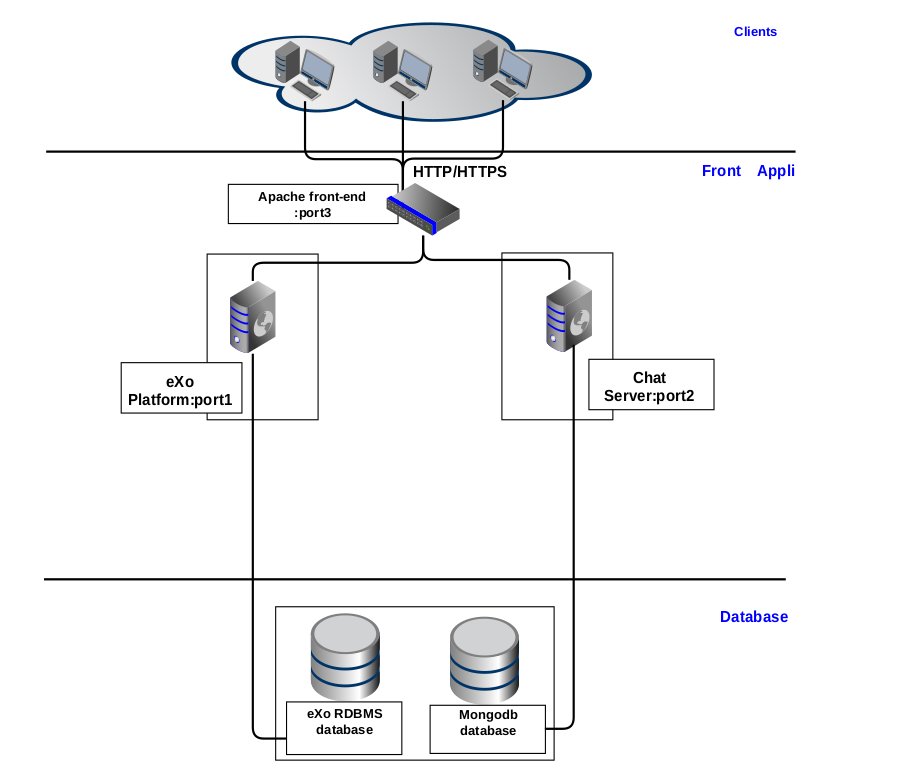 Clients
HTTP/HTTPS
Front Appli
Apache front-end
:port3
eXo
Platform:port1
Chat
Server:port2
Database
eXo RDBMS
database
Mongodb
database